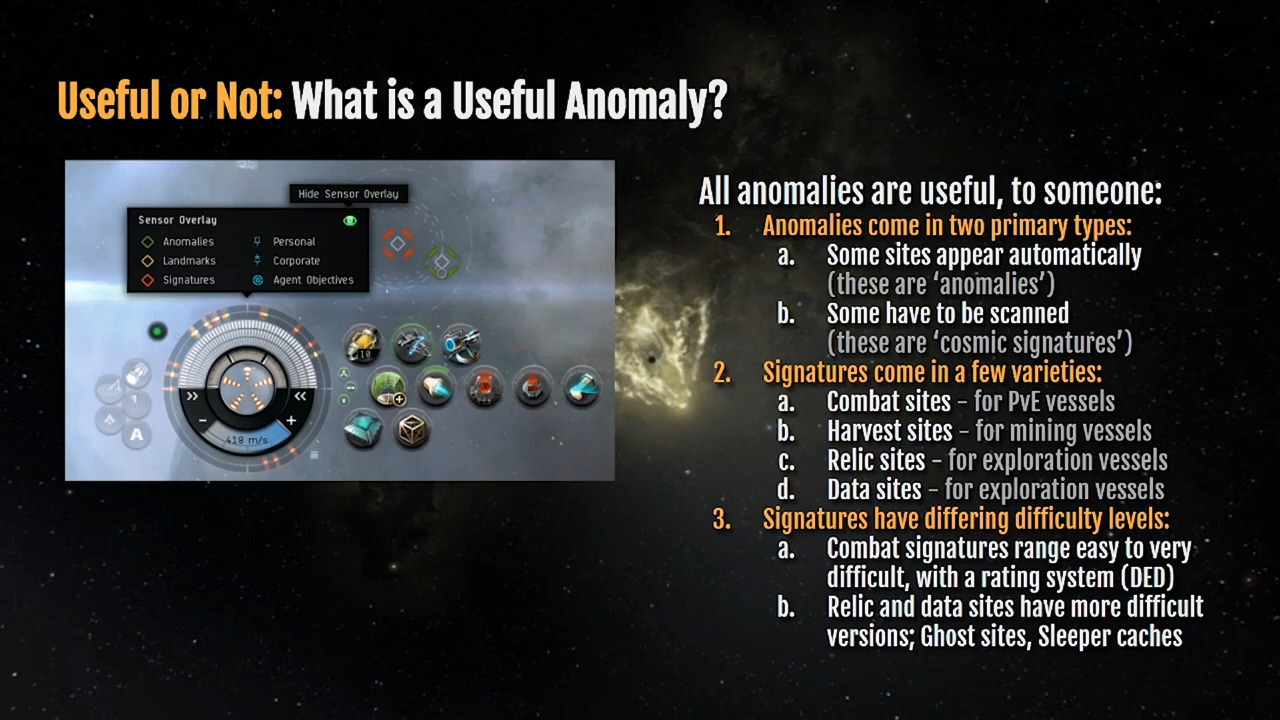 Useful or Not: What is a Useful Anomaly?
Hide Sensor Overlay
Sensor Overlay
Anomalies
Personal
Landmarks
Corporate
Signatures
Agent Objectives
10
A
418 m/s
All anomalies are useful, to someone:
1. Anomalies come in two primary types:
a. Some sites appear automatically
(these are ‘anomalies’)
b. Some have to be scanned
(these are ‘cosmic signatures’)
2. Signatures come in a few varieties:
a. Combat sites – for PvE vessels
b. Harvest sites – for mining vessels
c. Relic sites – for exploration vessels
d. Data sites – for exploration vessels
3. Signatures have differing difficulty levels:
a. Combat signatures range easy to very
difficult, with a rating system (DED)
b. Relic and data sites have more difficult
versions; Ghost sites, Sleeper caches